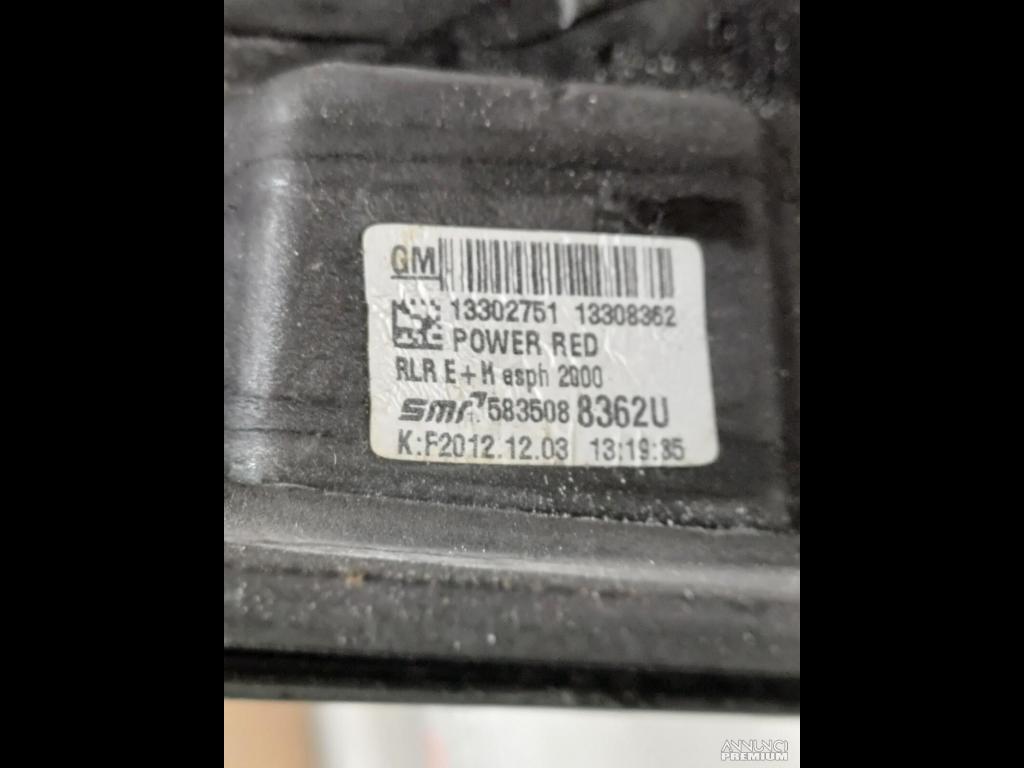 GM
13302751 13308362
POWER RED
RLR E+H asph 2000
smr 583508 8362U
K:F2012.12.03 13:19:35
ANNUNCI
PREMIUM